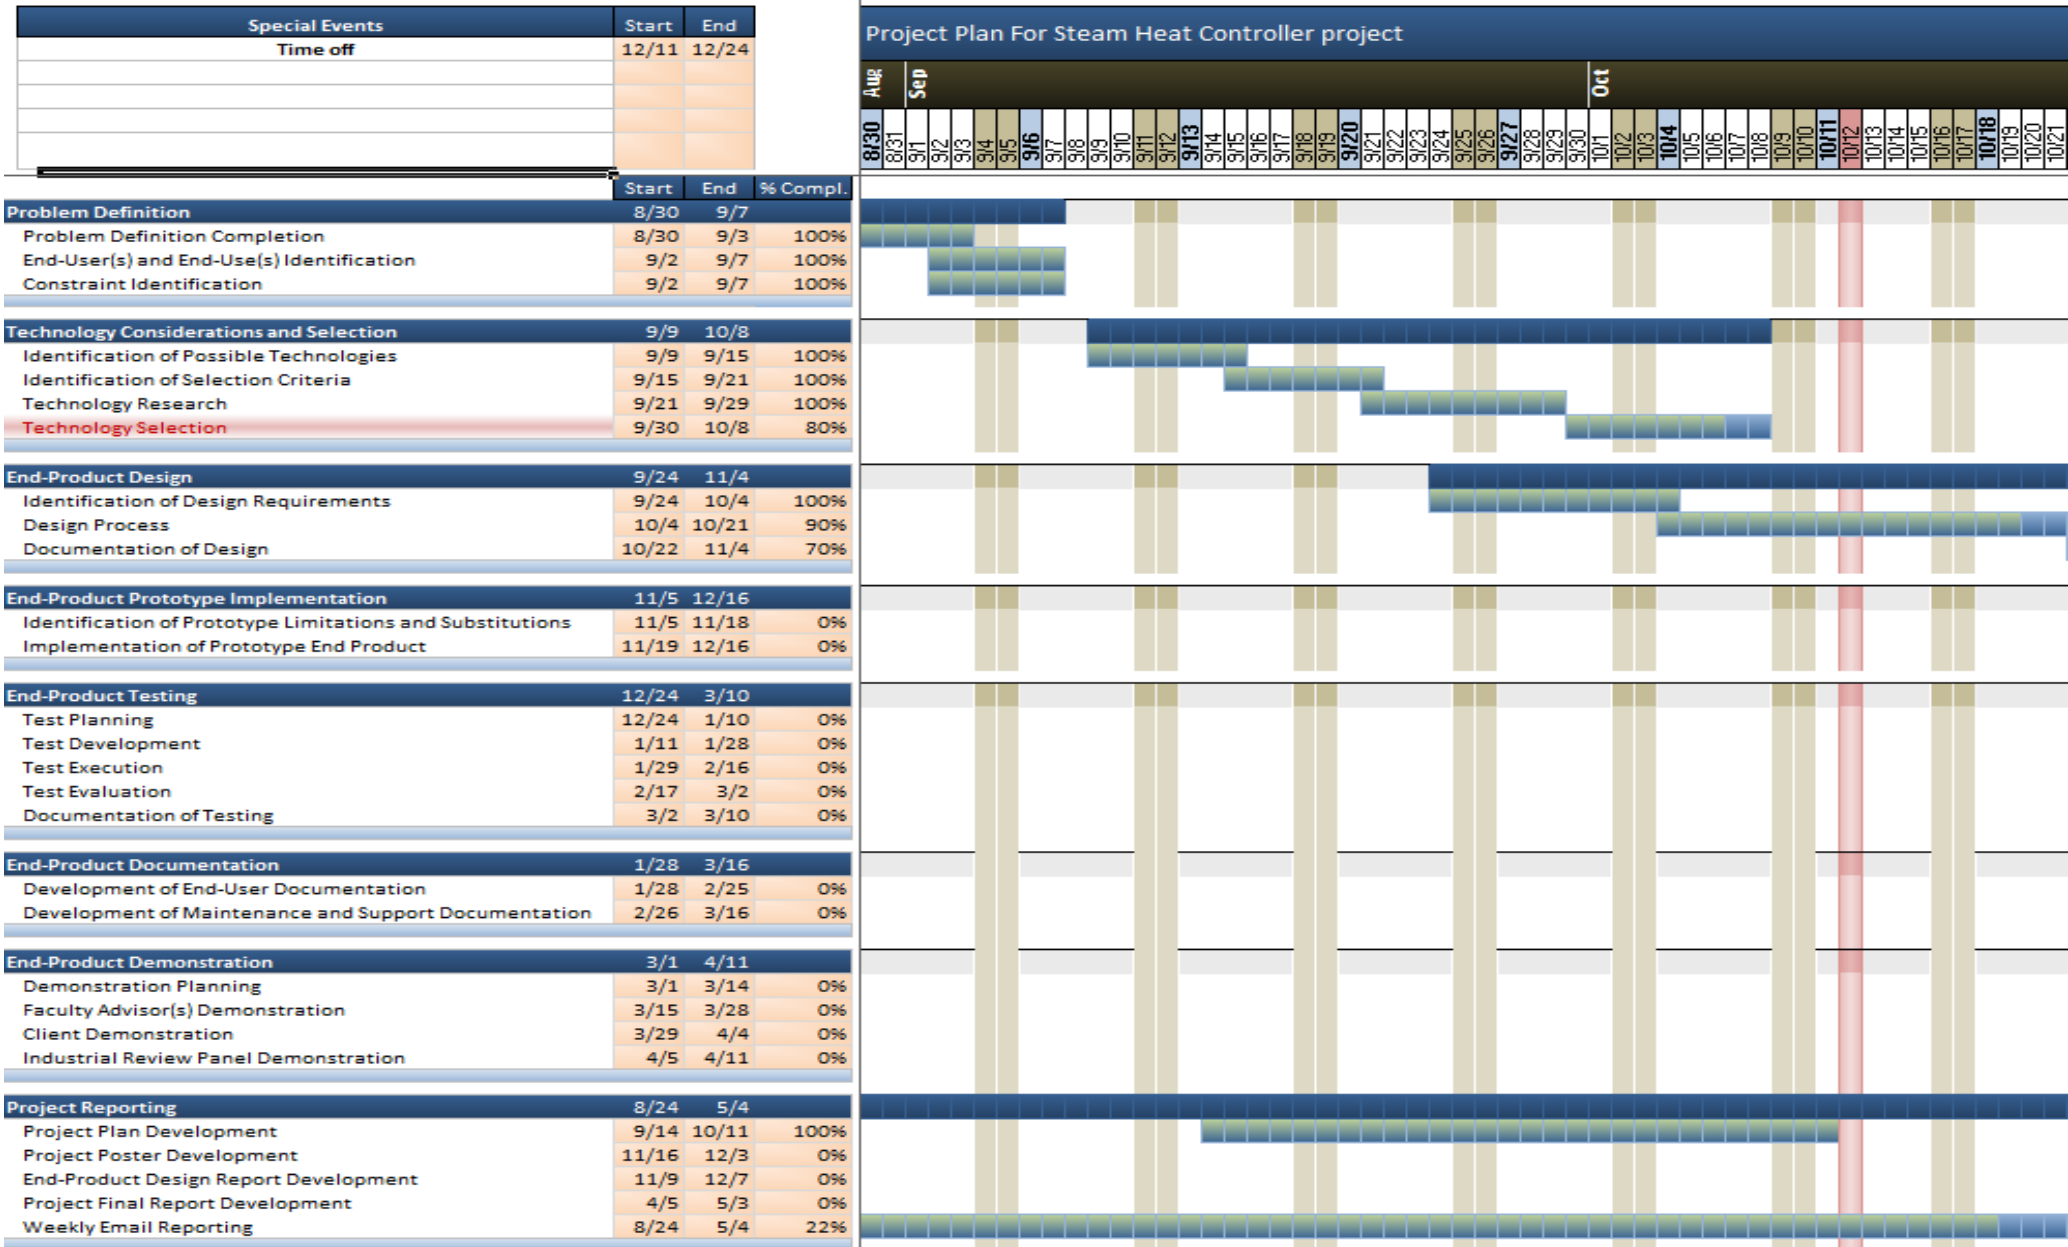 Special Events Start End
Time off 12/11 12/24
Project Plan For Steam Heat Controller project
Aug Sep Oct
8/30 8/31 9/1 9/2 9/3 9/4 9/5 9/6 9/7 9/8 9/9 9/10 9/11 9/12 9/13 9/14 9/15 9/16 9/17 9/18 9/19 9/20 9/21 9/22 9/23 9/24 9/25 9/26 9/27 9/28 9/29 9/30 10/1 10/2 10/3 10/4 10/5 10/6 10/7 10/8 10/9 10/10 10/11 10/12 10/13 10/14 10/15 10/16 10/17 10/18 10/19 10/20 10/21
Start End % Compl.
Problem Definition 8/30 9/7
Problem Definition Completion 8/30 9/3 100%
End-User(s) and End-Use(s) Identification 9/2 9/7 100%
Constraint Identification 9/2 9/7 100%
Technology Considerations and Selection 9/9 10/8
Identification of Possible Technologies 9/9 9/15 100%
Identification of Selection Criteria 9/15 9/21 100%
Technology Research 9/21 9/29 100%
Technology Selection 9/30 10/8 80%
End-Product Design 9/24 11/4
Identification of Design Requirements 9/24 10/4 100%
Design Process 10/4 10/21 90%
Documentation of Design 10/22 11/4 70%
End-Product Prototype Implementation 11/5 12/16
Identification of Prototype Limitations and Substitutions 11/5 11/18 0%
Implementation of Prototype End Product 11/19 12/16 0%
End-Product Testing 12/24 3/10
Test Planning 12/24 1/10 0%
Test Development 1/11 1/28 0%
Test Execution 1/29 2/16 0%
Test Evaluation 2/17 3/2 0%
Documentation of Testing 3/2 3/10 0%
End-Product Documentation 1/28 3/16
Development of End-User Documentation 1/28 2/25 0%
Development of Maintenance and Support Documentation 2/26 3/16 0%
End-Product Demonstration 3/1 4/11
Demonstration Planning 3/1 3/14 0%
Faculty Advisor(s) Demonstration 3/15 3/28 0%
Client Demonstration 3/29 4/4 0%
Industrial Review Panel Demonstration 4/5 4/11 0%
Project Reporting 8/24 5/4
Project Plan Development 9/14 10/11 100%
Project Poster Development 11/16 12/3 0%
End-Product Design Report Development 11/9 12/7 0%
Project Final Report Development 4/5 5/3 0%
Weekly Email Reporting 8/24 5/4 22%